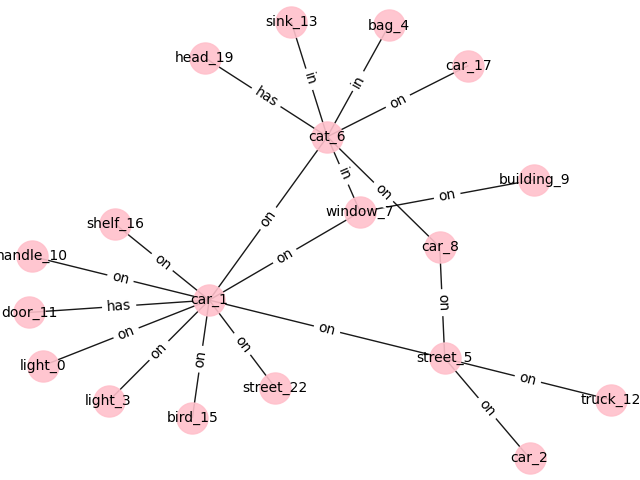 sink_13
bag_4
head_19
car_17
in
in
has
on
cat_6
in
building_9
on
on
window_7
on
shelf_16
car_8
on
handle_10
on
on
car_1
on
door_11
has
on
on
on
street_5
light_0
on
on
on
on
street_22
truck_12
light_3
on
bird_15
car_2